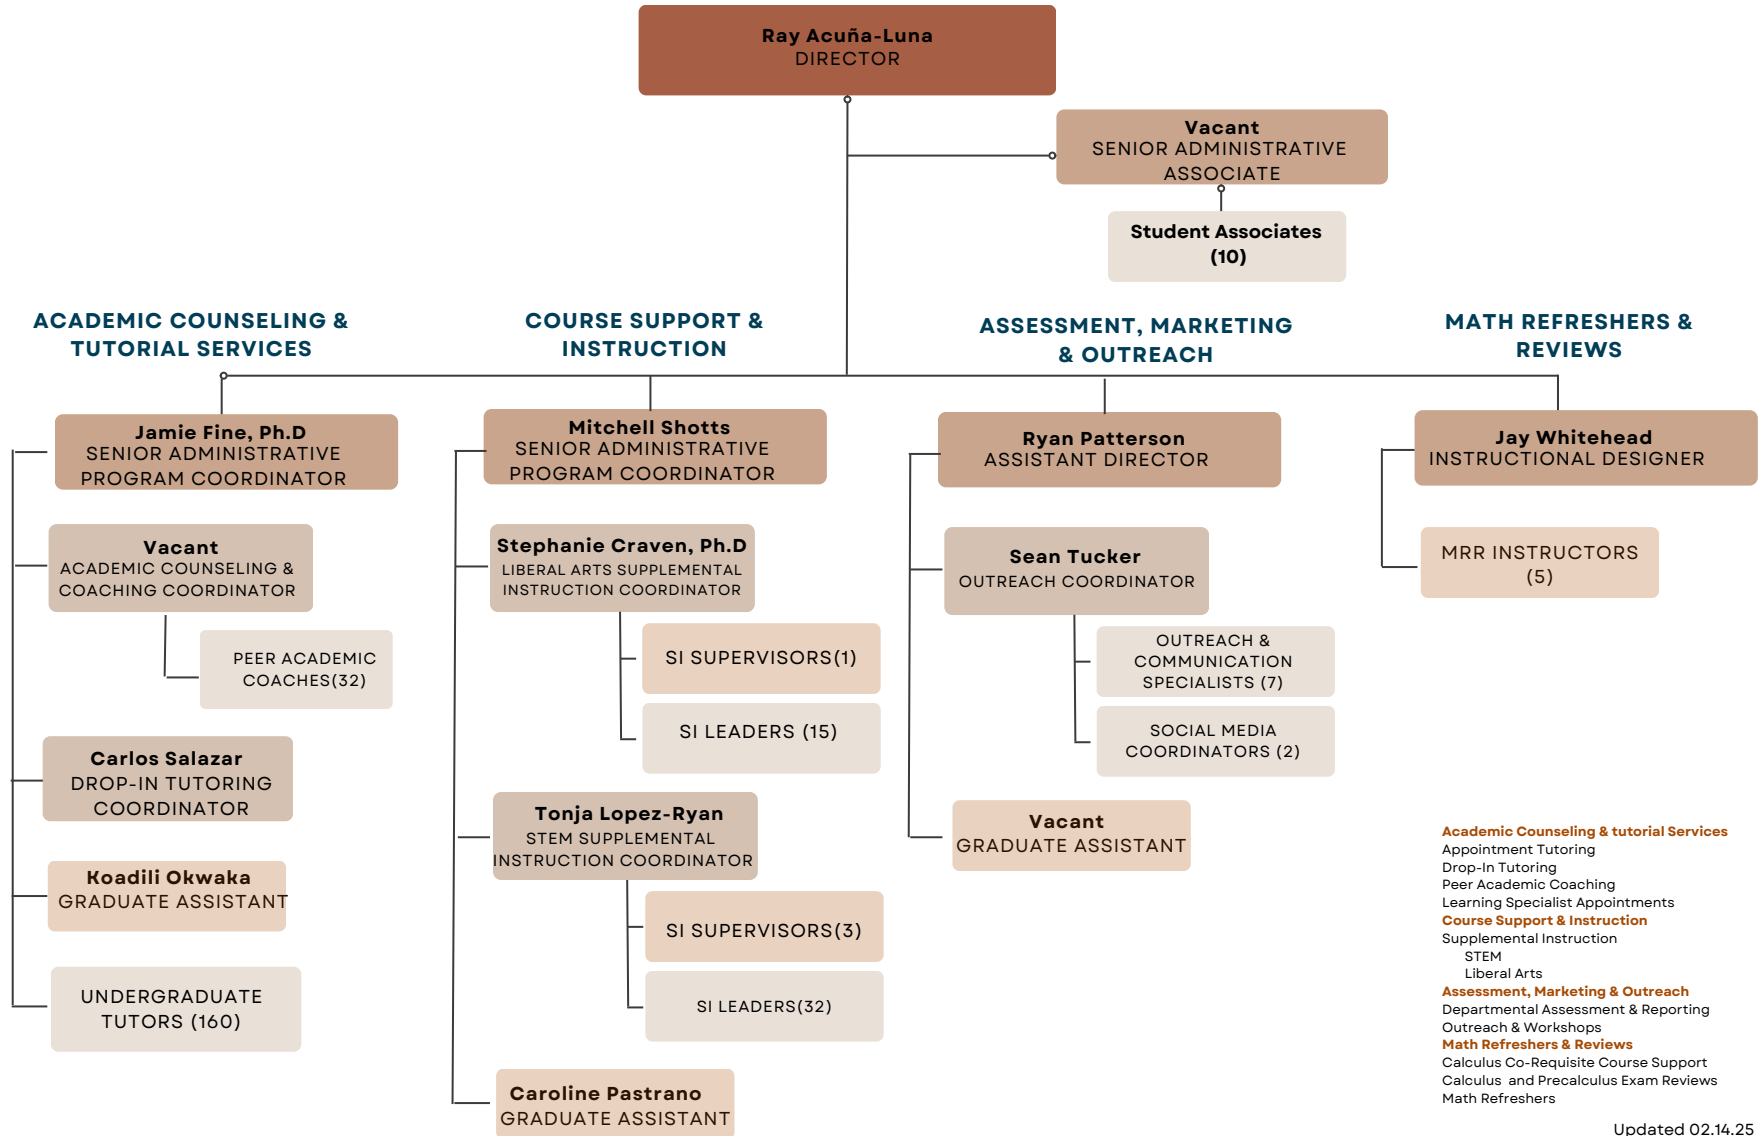 Ray Acuña-Luna
DIRECTOR
Vacant
SENIOR ADMINISTRATIVE
ASSOCIATE
Student Associates
(10)
ACADEMIC COUNSELING &
TUTORIAL SERVICES
Jamie Fine, Ph.D
SENIOR ADMINISTRATIVE
PROGRAM COORDINATOR
Vacant
ACADEMIC COUNSELING &
COACHING COORDINATOR
PEER ACADEMIC
COACHES(32)
Carlos Salazar
DROP-IN TUTORING
COORDINATOR
Koadili Okwaka
GRADUATE ASSISTANT
UNDERGRADUATE
TUTORS (160)
COURSE SUPPORT &
INSTRUCTION
Mitchell Shotts
SENIOR ADMINISTRATIVE
PROGRAM COORDINATOR
Stephanie Craven, Ph.D
LIBERAL ARTS SUPPLEMENTAL
INSTRUCTION COORDINATOR
SI SUPERVISORS(1)
SI LEADERS (15)
Tonja Lopez-Ryan
STEM SUPPLEMENTAL
INSTRUCTION COORDINATOR
SI SUPERVISORS(3)
SI LEADERS(32)
Caroline Pastrano
GRADUATE ASSISTANT
ASSESSMENT, MARKETING
& OUTREACH
Ryan Patterson
ASSISTANT DIRECTOR
Sean Tucker
OUTREACH COORDINATOR
OUTREACH &
COMMUNICATION
SPECIALISTS (7)
SOCIAL MEDIA
COORDINATORS (2)
Vacant
GRADUATE ASSISTANT
MATH REFRESHERS &
REVIEWS
Jay Whitehead
INSTRUCTIONAL DESIGNER
MRR INSTRUCTORS
(5)
Academic Counseling & tutorial Services
Appointment Tutoring
Drop-In Tutoring
Peer Academic Coaching
Learning Specialist Appointments
Course Support & Instruction
Supplemental Instruction
STEM
Liberal Arts
Assessment, Marketing & Outreach
Departmental Assessment & Reporting
Outreach & Workshops
Math Refreshers & Reviews
Calculus Co-Requisite Course Support
Calculus and Precalculus Exam Reviews
Math Refreshers
Updated 02.14.25